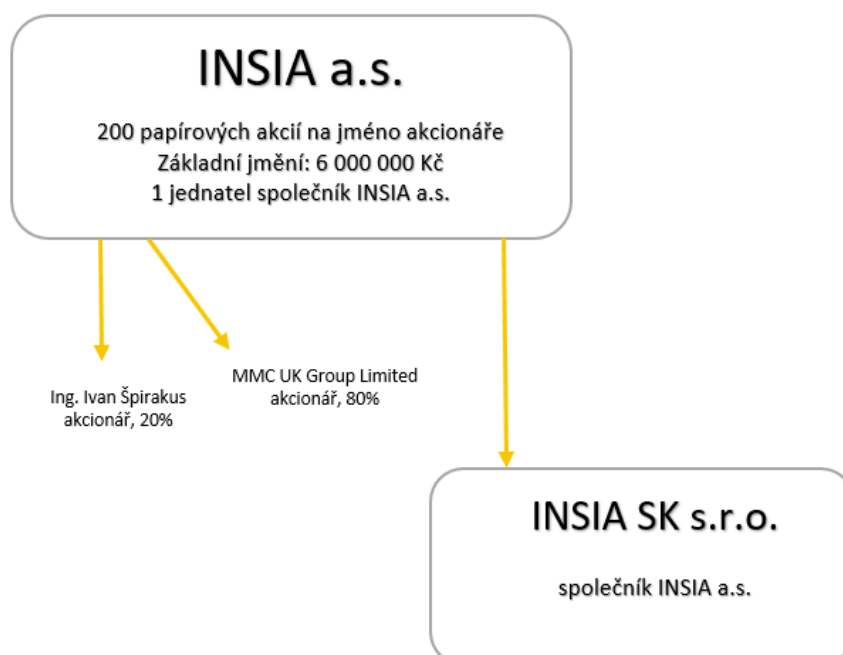 INSIA a.s.
200 papírových akcií na jméno akcionáře
Základní jmění: 6 000 000 Kč
1 jednatel společník INSIA a.s.
Ing. Ivan Špirakus
akcionář, 20%
MMC UK Group Limited
akcionář, 80%
INSIA SK s.r.o.
společník INSIA a.s.